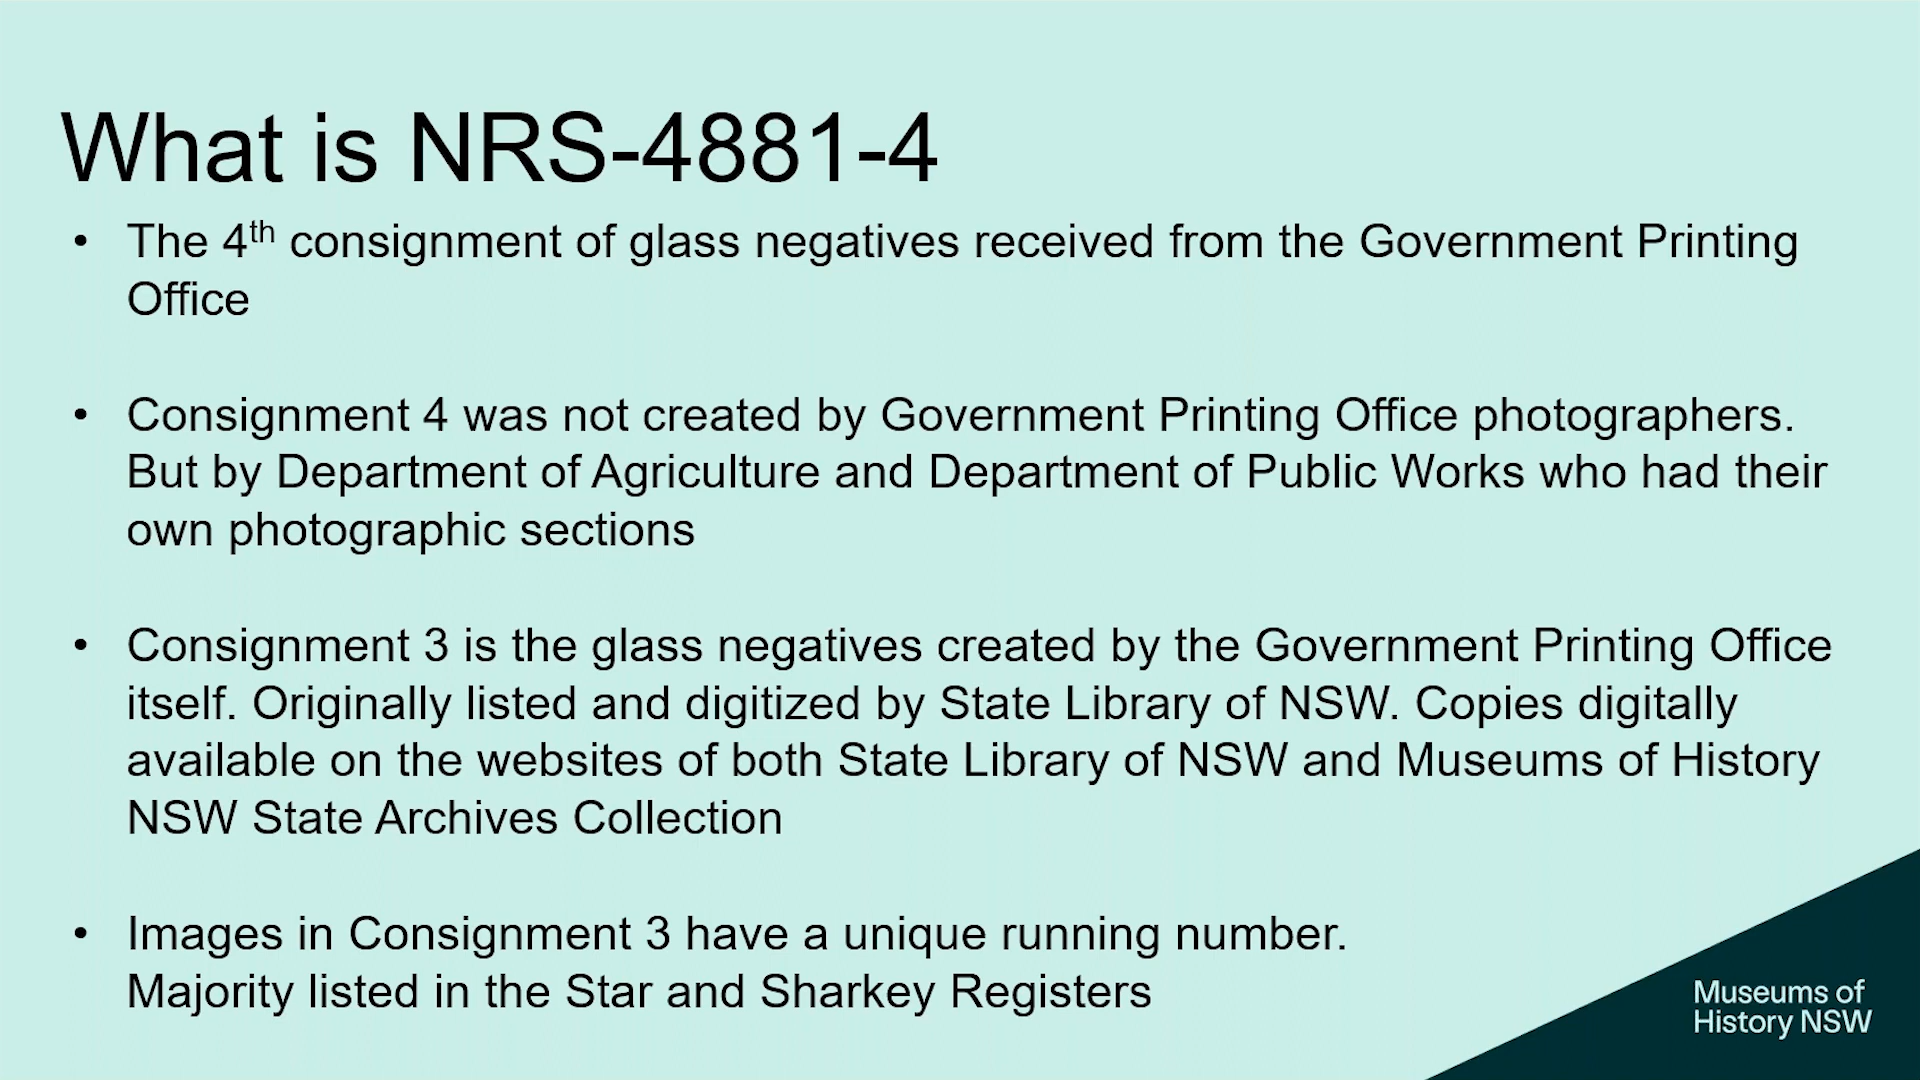 What is NRS-4881-4
• The 4th consignment of glass negatives received from the Government Printing
Office
• Consignment 4 was not created by Government Printing Office photographers.
But by Department of Agriculture and Department of Public Works who had their
own photographic sections
• Consignment 3 is the glass negatives created by the Government Printing Office
itself. Originally listed and digitized by State Library of NSW. Copies digitally
available on the websites of both State Library of NSW and Museums of History
NSW State Archives Collection
• Images in Consignment 3 have a unique running number.
Majority listed in the Star and Sharkey Registers
Museums of
History NSW